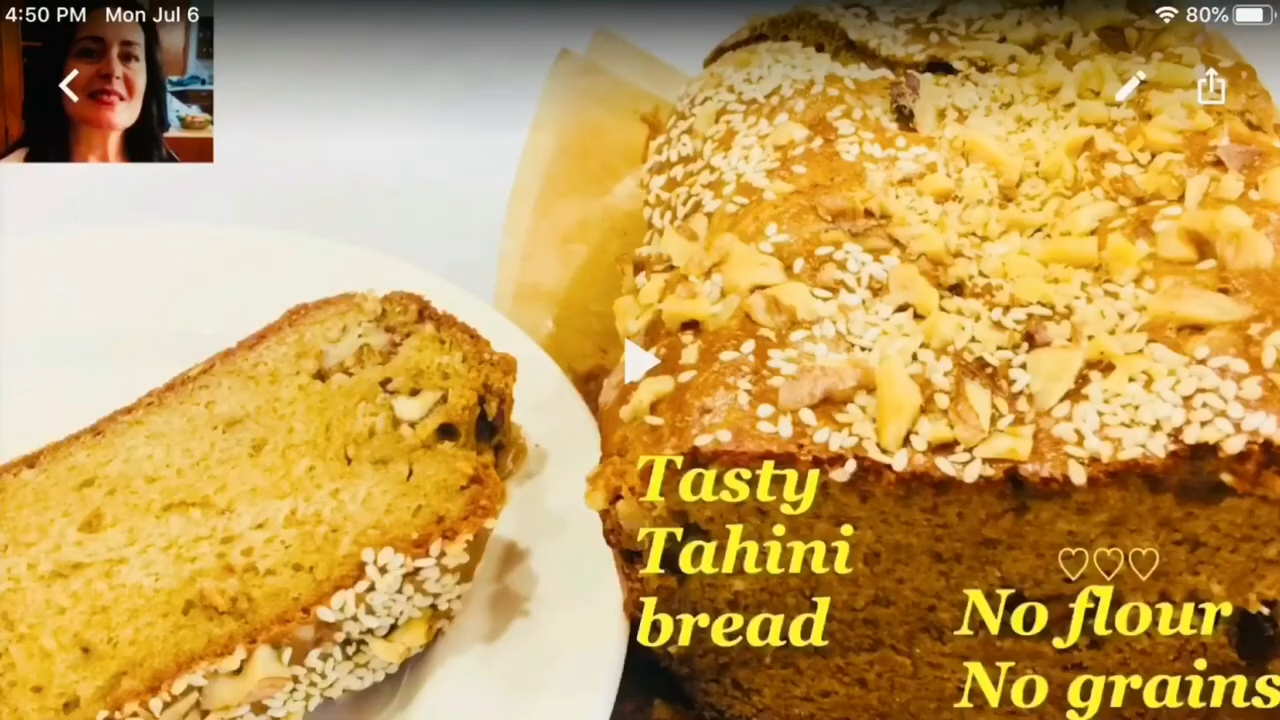 4:50 PM Mon Jul 6
80%
Tasty
Tahini
bread
♡♡♡
No flour
No grains